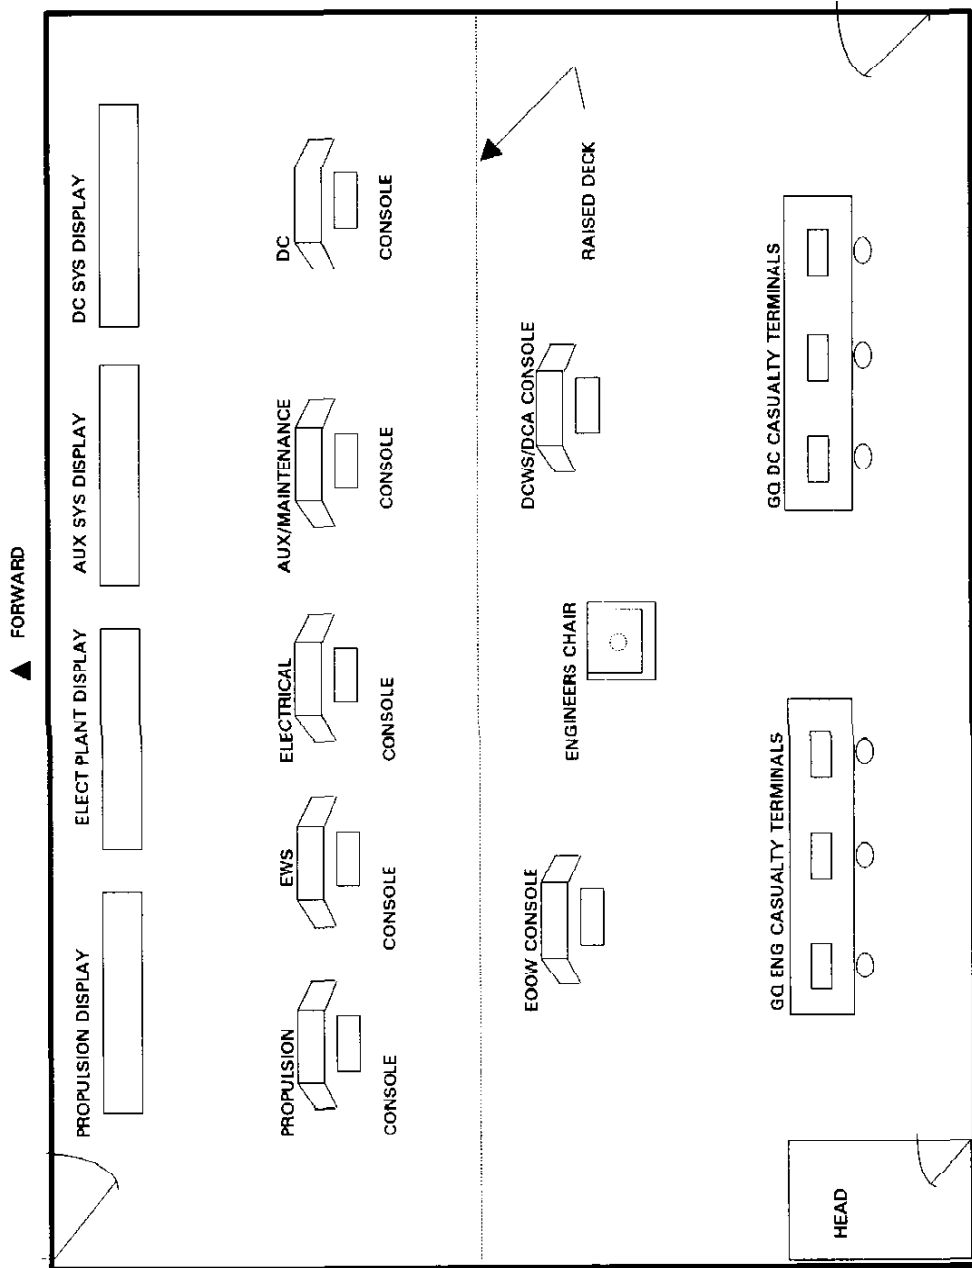 FORWARD
PROPULSION DISPLAY
ELECT PLANT DISPLAY
AUX SYS DISPLAY
DC SYS DISPLAY
PROPULSION
CONSOLE
EWS
CONSOLE
ELECTRICAL
CONSOLE
AUX/MAINTENANCE
CONSOLE
DC
CONSOLE
EOOW CONSOLE
ENGINEERS CHAIR
DCWS/DCA CONSOLE
RAISED DECK
GQ ENG CASUALTY TERMINALS
GQ DC CASUALTY TERMINALS
HEAD